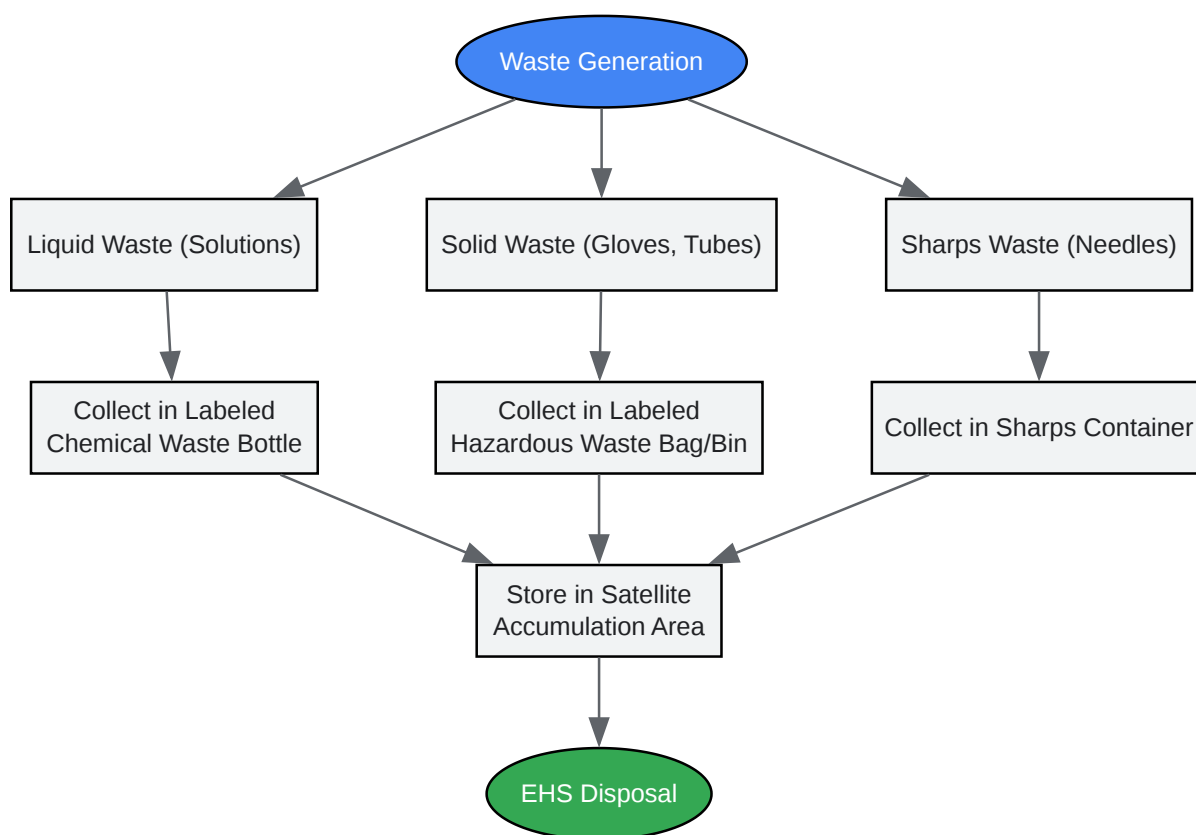 Waste Generation
Liquid Waste (Solutions)
Solid Waste (Gloves, Tubes)
Sharps Waste (Needles)
Collect in Labeled
Chemical Waste Bottle
Collect in Labeled
Hazardous Waste Bag/Bin
Collect in Sharps Container
Store in Satellite
Accumulation Area
EHS Disposal